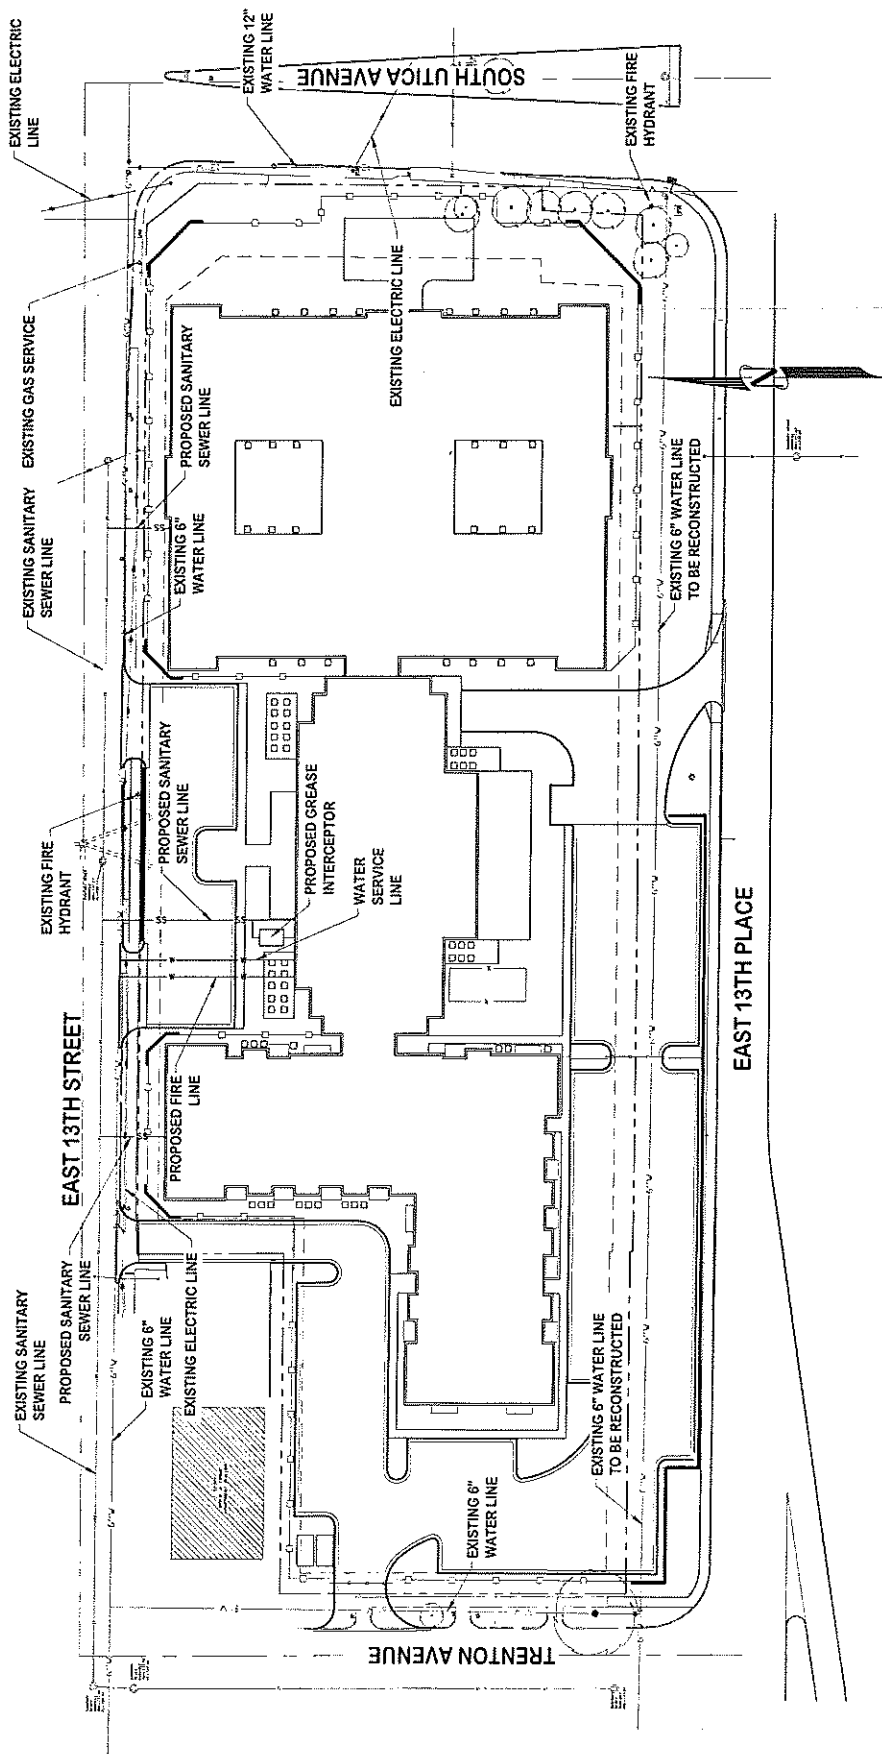 EXISTING ELECTRIC
LINE
EXISTING 12"
WATER LINE
SOUTH UTICA AVENUE
EXISTING FIRE
HYDRANT
EXISTING GAS SERVICE
EXISTING ELECTRIC LINE
EXISTING SANITARY
SEWER LINE
PROPOSED SANITARY
SEWER LINE
SS
EXISTING 6"
WATER LINE
EXISTING 6" WATER LINE
TO BE RECONSTRUCTED
EXISTING FIRE
HYDRANT
PROPOSED SANITARY
SEWER LINE
SS
SS
PROPOSED GREASE
INTERCEPTOR
WATER
SERVICE
LINE
W
W
W
W
EAST 13TH STREET
PROPOSED FIRE
LINE
EAST 13TH PLACE
SS
EXISTING SANITARY
SEWER LINE
PROPOSED SANITARY
SEWER LINE
EXISTING 6"
WATER LINE
EXISTING ELECTRIC LINE
EXISTING 6" WATER LINE
TO BE RECONSTRUCTED
EXISTING 6"
WATER LINE
TRENTON AVENUE